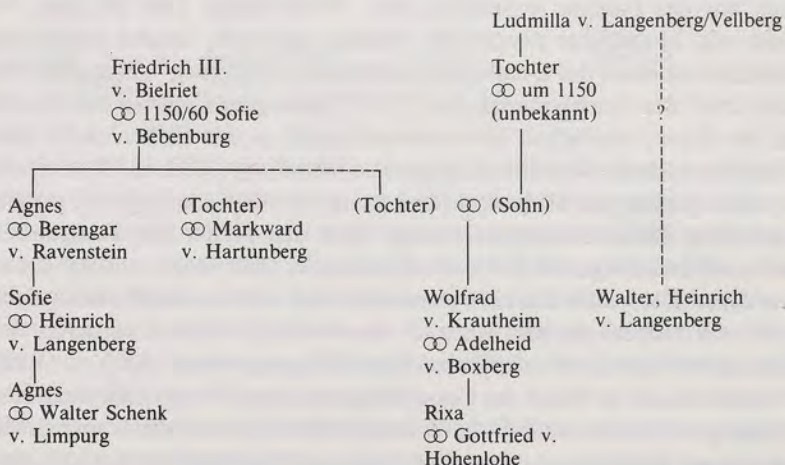 Ludmilla v. Langenberg/Vellberg
Friedrich III.
v. Bielriet
⚭ 1150/60 Sofie
v. Bebenburg
Tochter
⚭ um 1150
(unbekannt)
?
Agnes
⚭ Berengar
v. Ravenstein
(Tochter)
⚭ Markward
v. Hartunberg
(Tochter) ⚭ (Sohn)
Sofie
⚭ Heinrich
v. Langenberg
Wolfrad
v. Krautheim
⚭ Adelheid
v. Boxberg
Walter, Heinrich
v. Langenberg
Agnes
⚭ Walter Schenk
v. Limpurg
Rixa
⚭ Gottfried v.
Hohenlohe